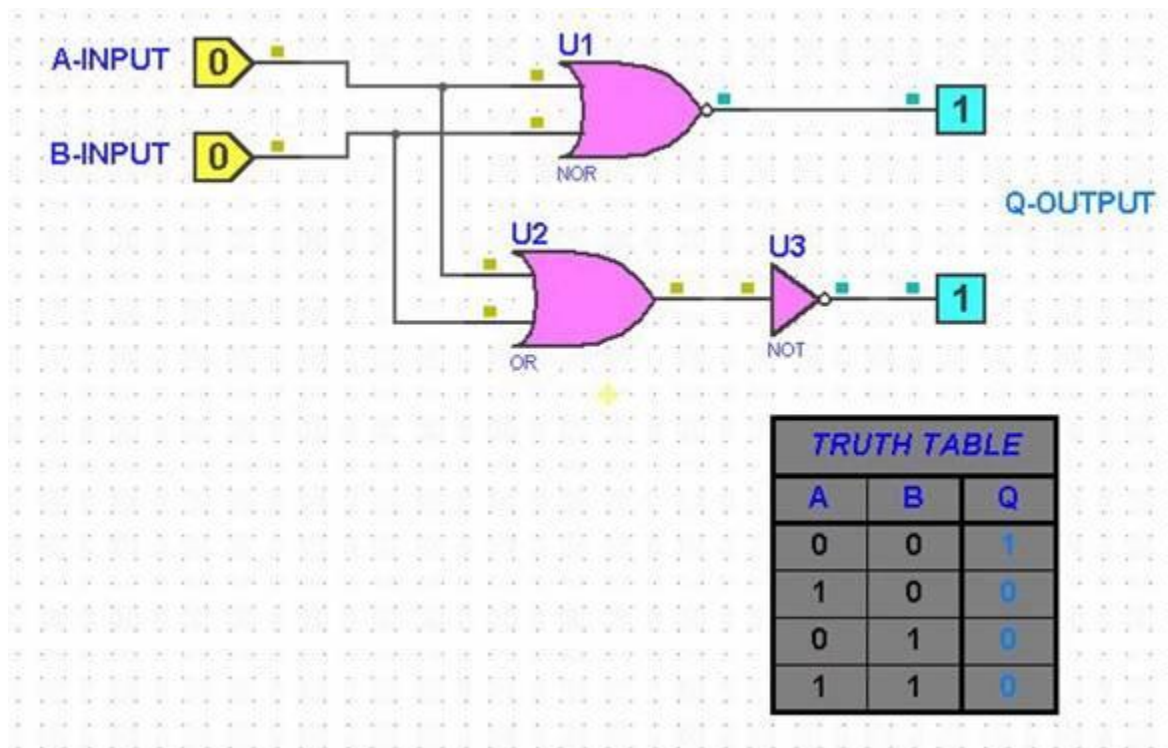 U1
A-INPUT 0
1
B-INPUT 0
NOR
Q-OUTPUT
U2
U3
1
NOT
OR
TRUTH TABLE
A B Q
0 0 1
1 0 0
0 1 0
1 1 0